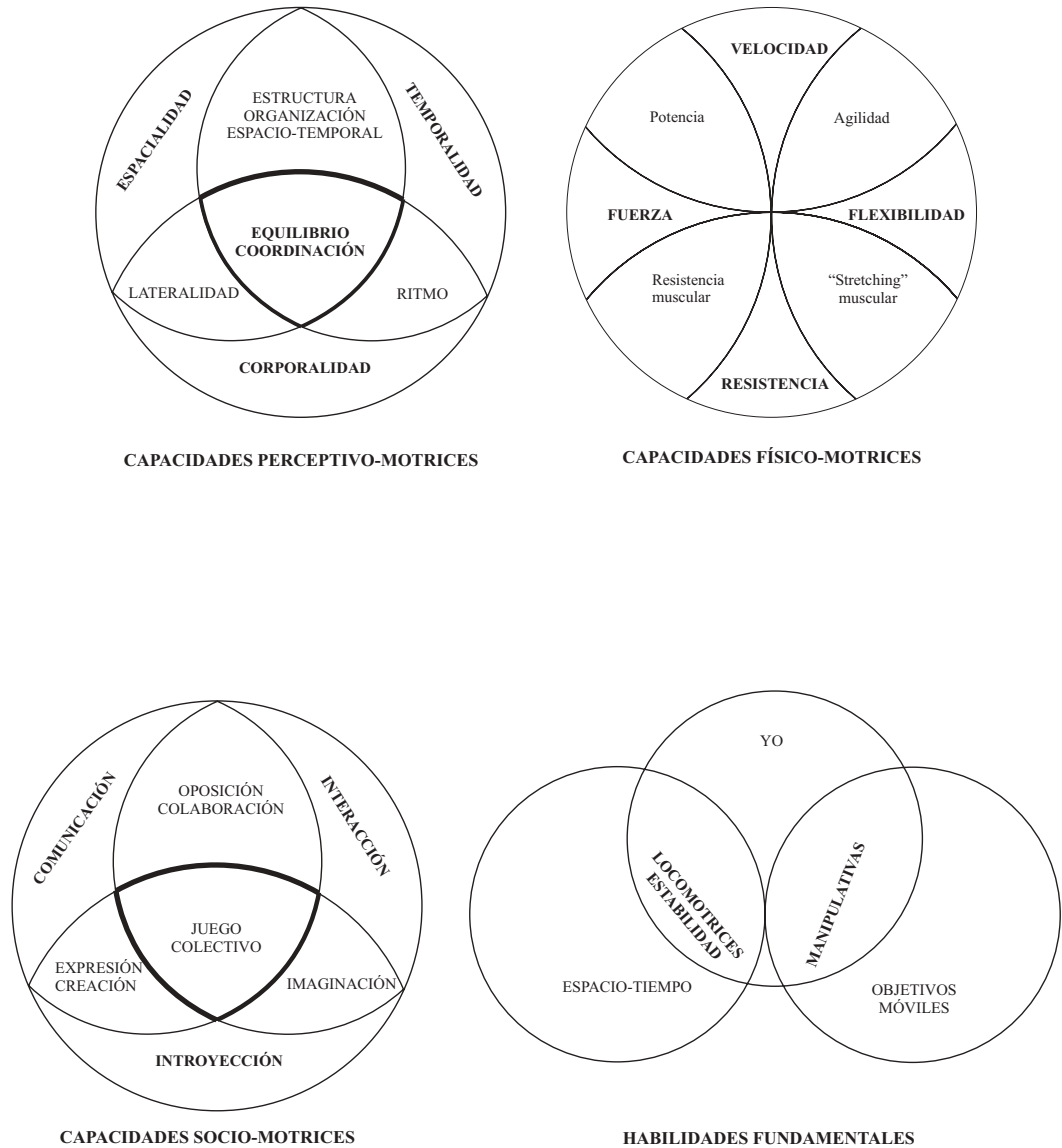 ESPACIALIDAD
ESTRUCTURA
ORGANIZACIÓN
ESPACIO-TEMPORAL
TEMPORALIDAD
EQUILIBRIO
COORDINACIÓN
LATERALIDAD
RITMO
CORPORALIDAD
CAPACIDADES PERCEPTIVO-MOTRICES
VELOCIDAD
Potencia
Agilidad
FUERZA
FLEXIBILIDAD
Resistencia
muscular
“Stretching”
muscular
RESISTENCIA
CAPACIDADES FÍSICO-MOTRICES
COMUNICACIÓN
OPOSICIÓN
COLABORACIÓN
INTERACCIÓN
JUEGO
COLECTIVO
EXPRESIÓN
CREACIÓN
IMAGINACIÓN
INTROYECCIÓN
CAPACIDADES SOCIO-MOTRICES
YO
LOCOMOTRICES
ESTABILIDAD
MANIPULATIVAS
ESPACIO-TIEMPO
OBJETIVOS
MÓVILES
HABILIDADES FUNDAMENTALES